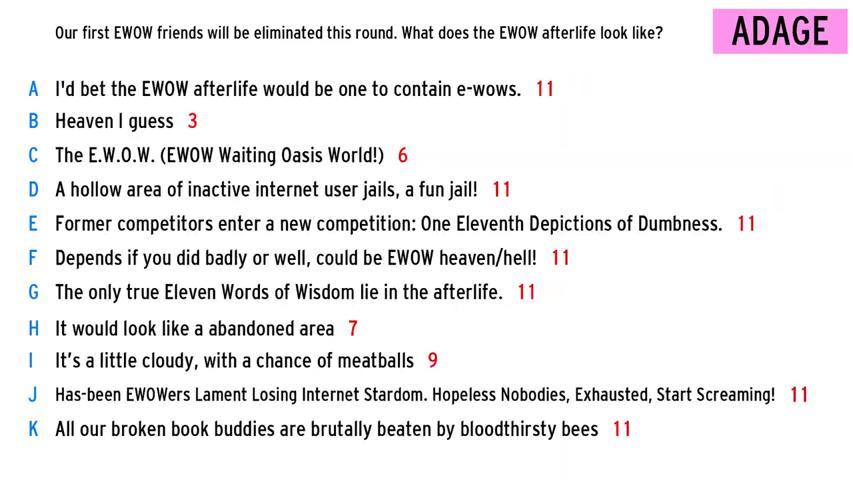 Our first EWOW friends will be eliminated this round. What does the EWOW afterlife look like?
ADAGE
A I'd bet the EWOW afterlife would be one to contain e-wows. 11
B Heaven I guess 3
C The E.W.O.W. (EWOW Waiting Oasis World!) 6
D A hollow area of inactive internet user jails, a fun jail! 11
E Former competitors enter a new competition: One Eleventh Depictions of Dumbness. 11
F Depends if you did badly or well, could be EWOW heaven/hell! 11
G The only true Eleven Words of Wisdom lie in the afterlife. 11
H It would look like a abandoned area 7
I It's a little cloudy, with a chance of meatballs 9
J Has-been EWOWers Lament Losing Internet Stardom. Hopeless Nobodies, Exhausted, Start Screaming! 11
K All our broken book buddies are brutally beaten by bloodthirsty bees 11